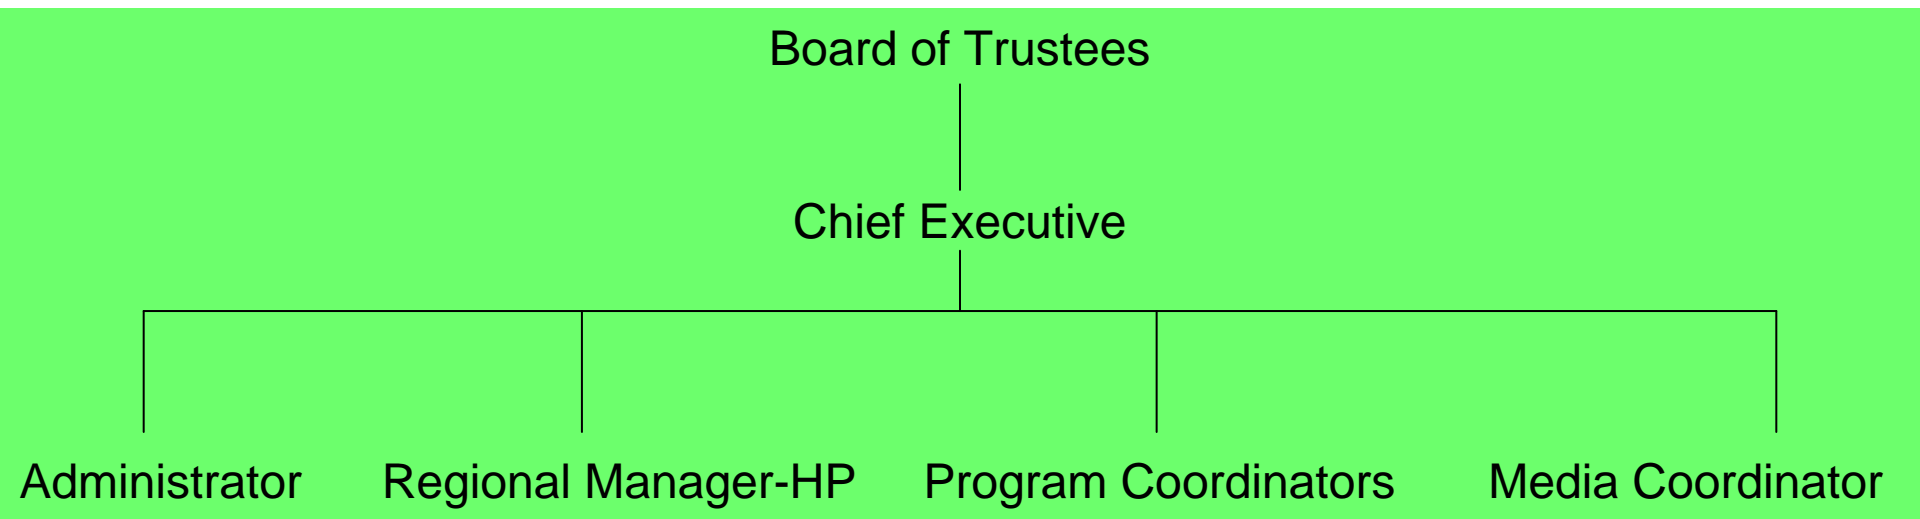 Board of Trustees
Chief Executive
Administrator
Regional Manager-HP
Program Coordinators
Media Coordinator